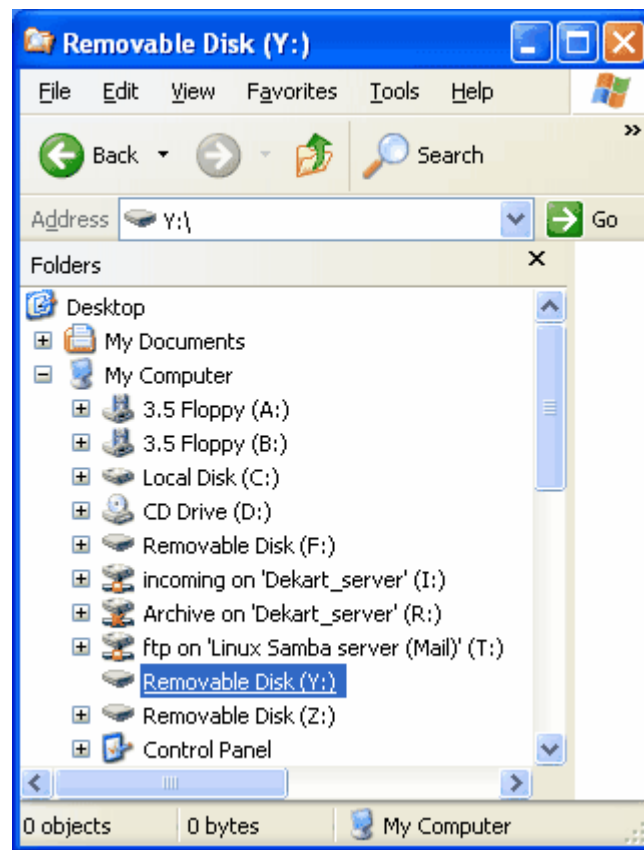 Removable Disk (Y:)
File Edit View Favorites Tools Help
Back Search »
Address Y:\ Go
Folders
Desktop
My Documents
My Computer
3.5 Floppy (A:)
3.5 Floppy (B:)
Local Disk (C:)
CD Drive (D:)
Removable Disk (F:)
incoming on 'Dekart_server' (I:)
Archive on 'Dekart_server' (R:)
ftp on 'Linux Samba server (Mail)' (T:)
Removable Disk (Y:)
Removable Disk (Z:)
Control Panel
0 objects 0 bytes My Computer